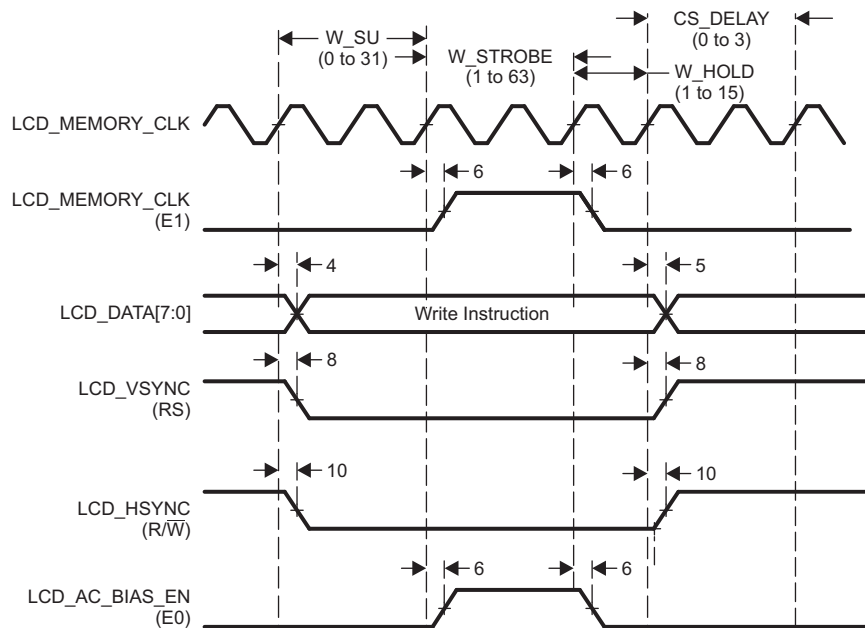 W_SU
(0 to 31)
W_STROBE
(1 to 63)
CS_DELAY
(0 to 3)
W_HOLD
(1 to 15)
LCD_MEMORY_CLK
LCD_MEMORY_CLK
(E1)
6
6
4
5
LCD_DATA[7:0]
Write Instruction
8
8
LCD_VSYNC
(RS)
10
10
LCD_HSYNC
(R/W̅)
6
6
LCD_AC_BIAS_EN
(E0)